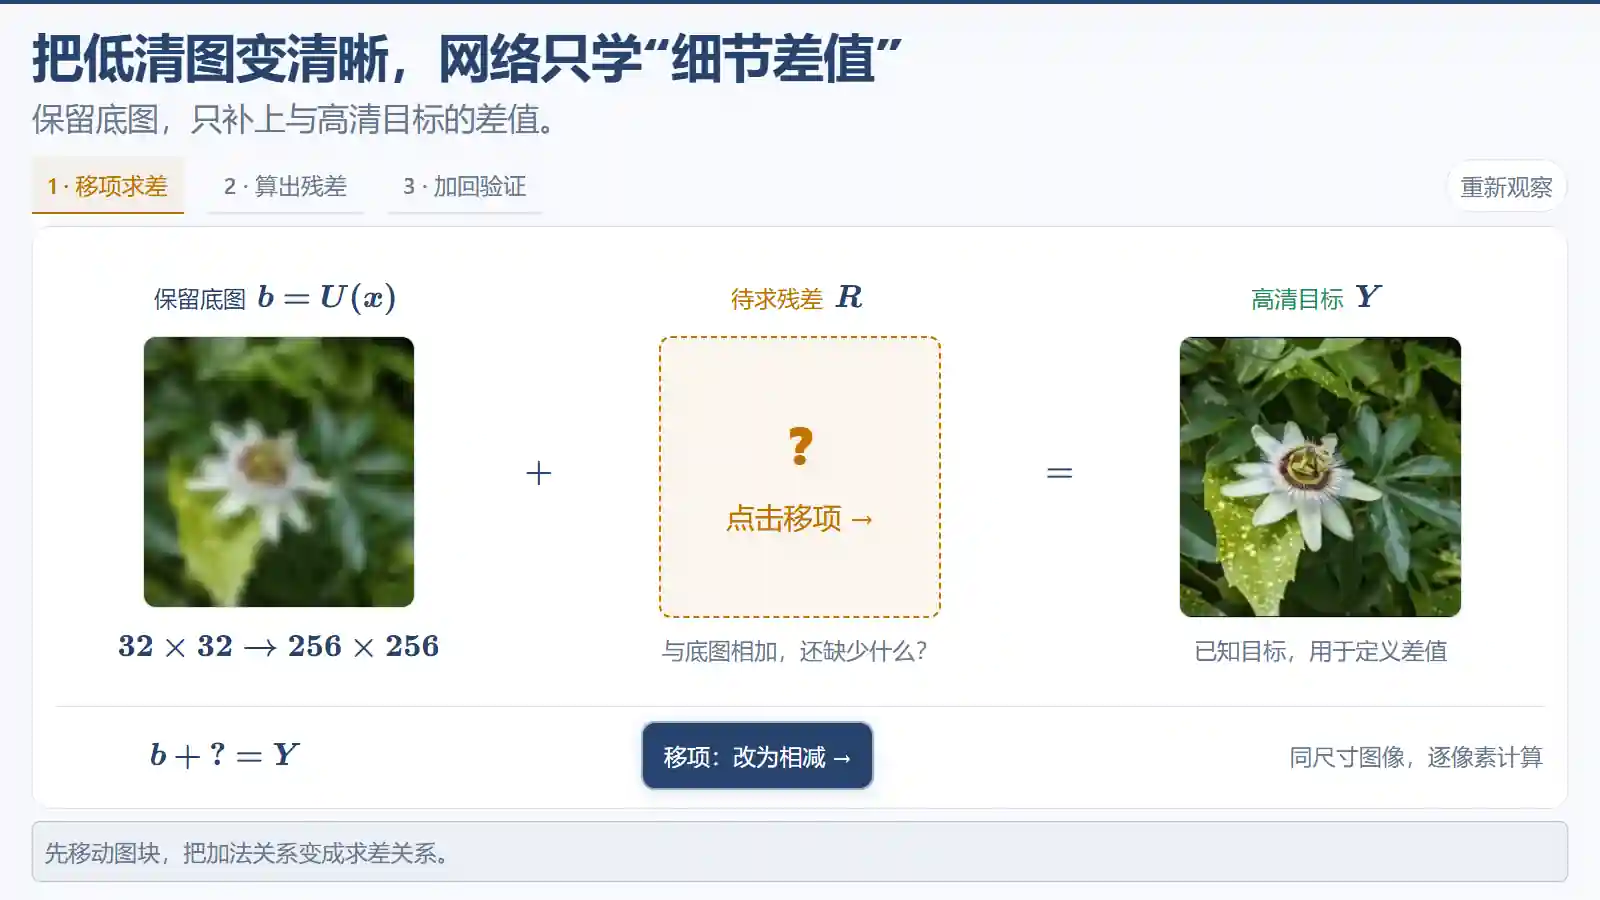 把低清图变清晰，网络只学“细节差值”
保留底图，只补上与高清目标的差值。
1 · 移项求差
2 · 算出残差
3 · 加回验证
重新观察
保留底图 b = U(x)
待求残差 R
高清目标 Y
?
点击移项 →
+
=
32 × 32 → 256 × 256
与底图相加，还缺少什么？
已知目标，用于定义差值
b + ? = Y
移项：改为相减 →
同尺寸图像，逐像素计算
先移动图块，把加法关系变成求差关系。